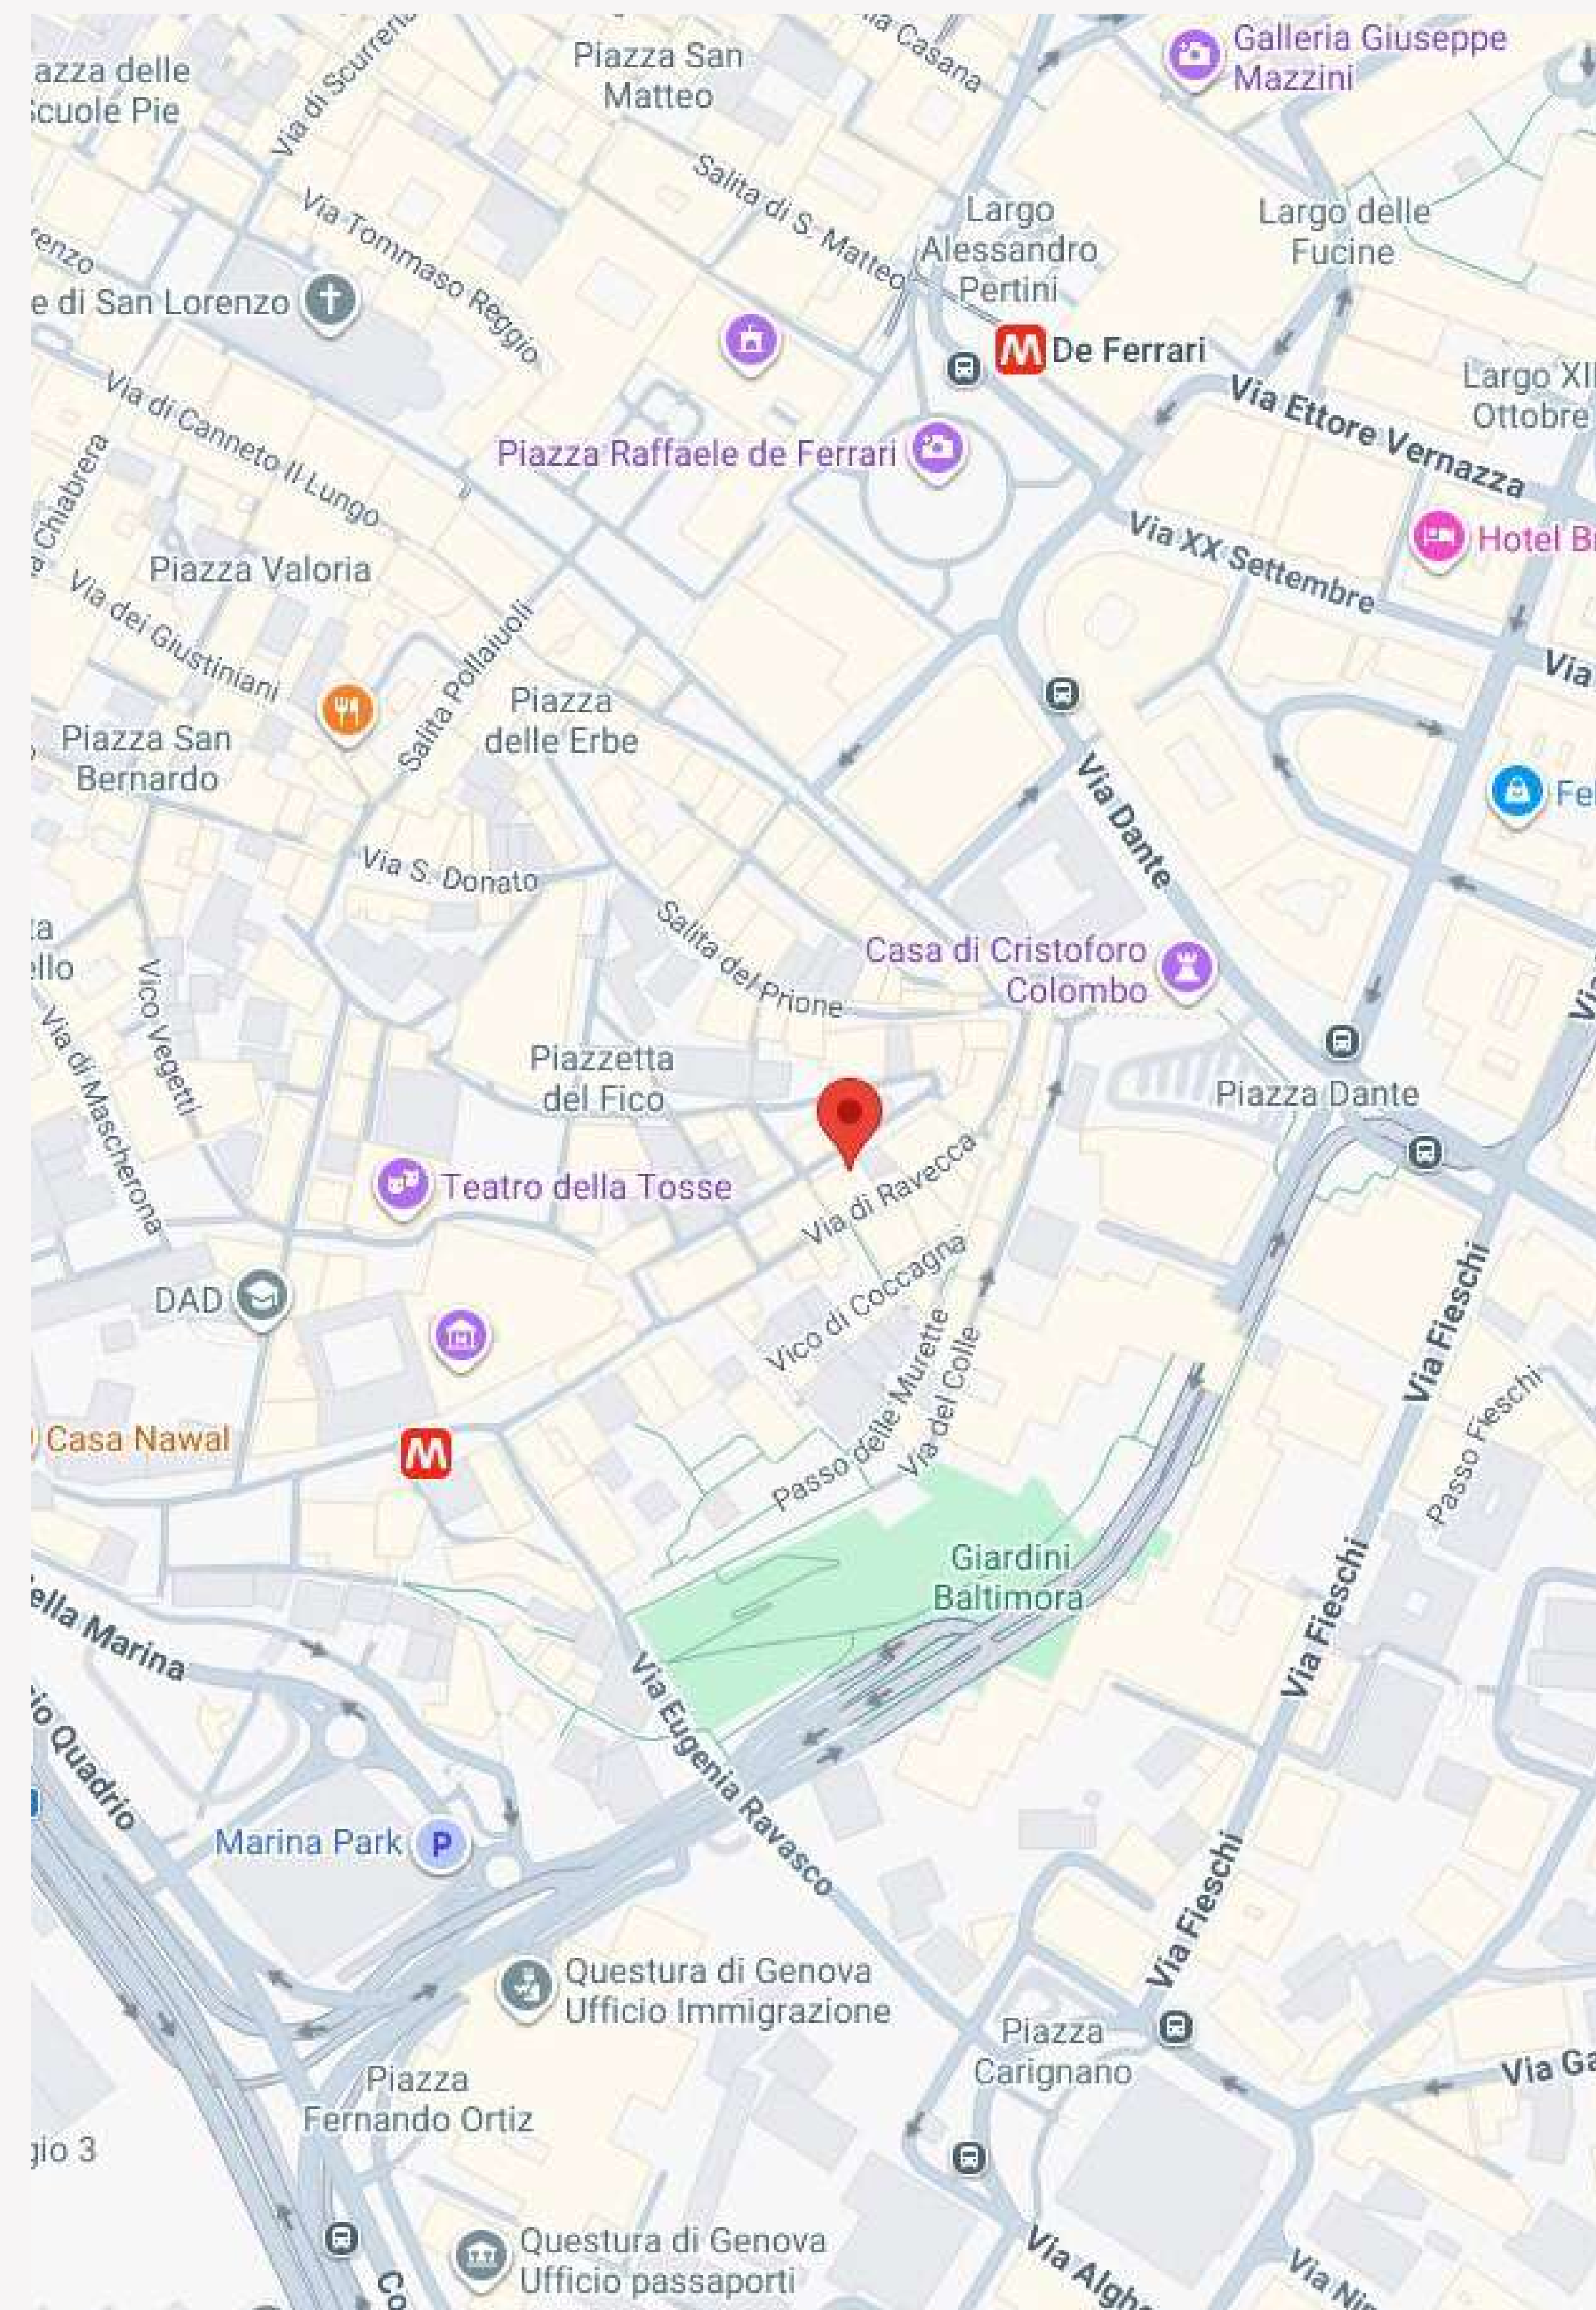 azza delle
cuole Pie
Via di Scurreria
Piazza San
Matteo
Casana
Galleria Giuseppe
Mazzini
Salita di S. Matteo
Largo
Alessandro
Pertini
Largo delle
Fucine
Via Tommaso Reggio
renzo
e di San Lorenzo
De Ferrari
Via Ettore Vernazza
Largo XII
Ottobre
Via di Canneto Il Lungo
Piazza Raffaele de Ferrari
Chiabrera
Via XX Settembre
Hotel B
Piazza Valoria
Via dei Giustiniani
Salita Pollaiuoli
Via
Piazza
delle Erbe
Piazza San
Bernardo
Via Dante
Fe
Via S. Donato
Salita del Prione
ta
ello
Casa di Cristoforo
Colombo
Vico Vegetti
Via di Mascherona
Piazzetta
del Fico
Piazza Dante
Via di Ravecca
Teatro della Tosse
Vico di Coccagna
DAD
Via Fieschi
Passo delle Murette
Via del Colle
Passo Fieschi
Casa Nawal
Giardini
Baltimora
Via Fieschi
ella Marina
Via Eugenia Ravasco
io Quadrio
Marina Park
P
Via Fieschi
Questura di Genova
Ufficio Immigrazione
Piazza
Carignano
Via Ga
Piazza
Fernando Ortiz
gio 3
Questura di Genova
Ufficio passaporti
Via Algh
Via Nin
Co